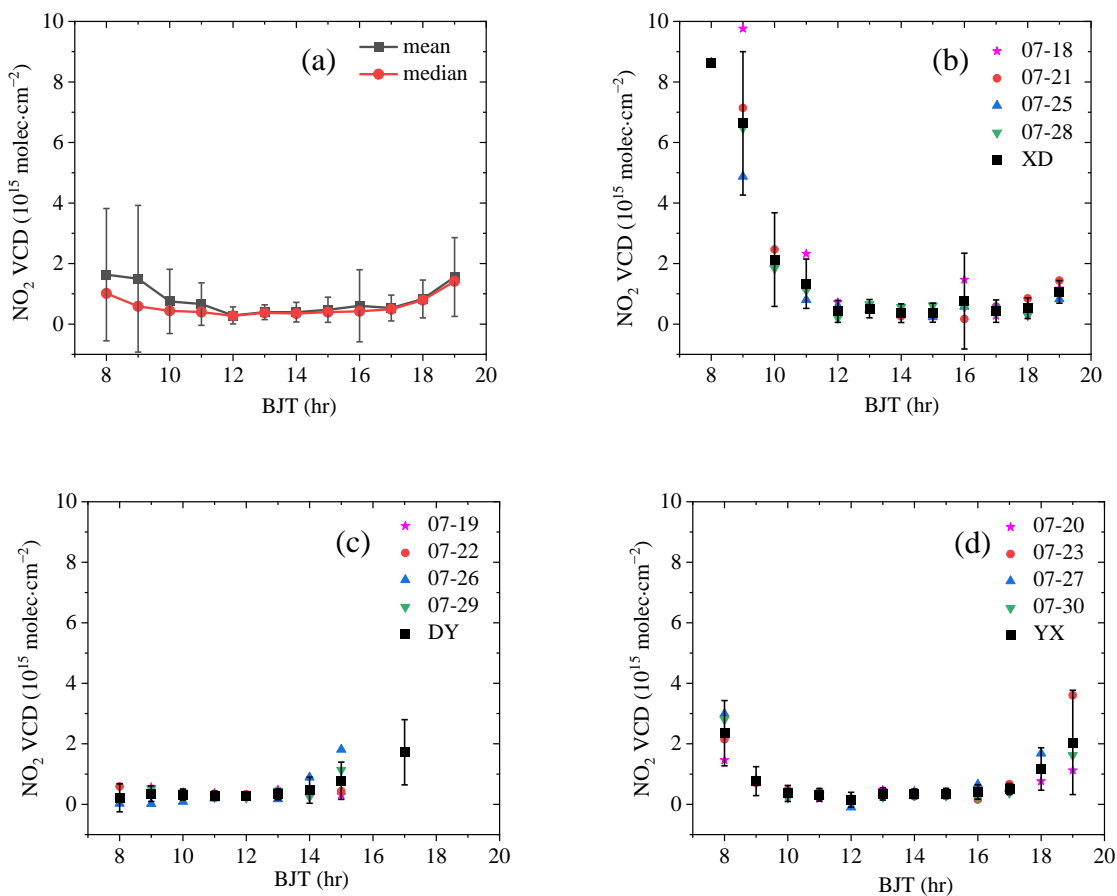 (a)
mean
median
NO2 VCD (10^15 molec·cm^−2)
10
8
6
4
2
0
8 10 12 14 16 18 20
BJT (hr)
(b)
07-18
07-21
07-25
07-28
XD
NO2 VCD (10^15 molec·cm^−2)
10
8
6
4
2
0
8 10 12 14 16 18 20
BJT (hr)
(c)
07-19
07-22
07-26
07-29
DY
NO2 VCD (10^15 molec·cm^−2)
10
8
6
4
2
0
8 10 12 14 16 18 20
BJT (hr)
(d)
07-20
07-23
07-27
07-30
YX
NO2 VCD (10^15 molec·cm^−2)
10
8
6
4
2
0
8 10 12 14 16 18 20
BJT (hr)